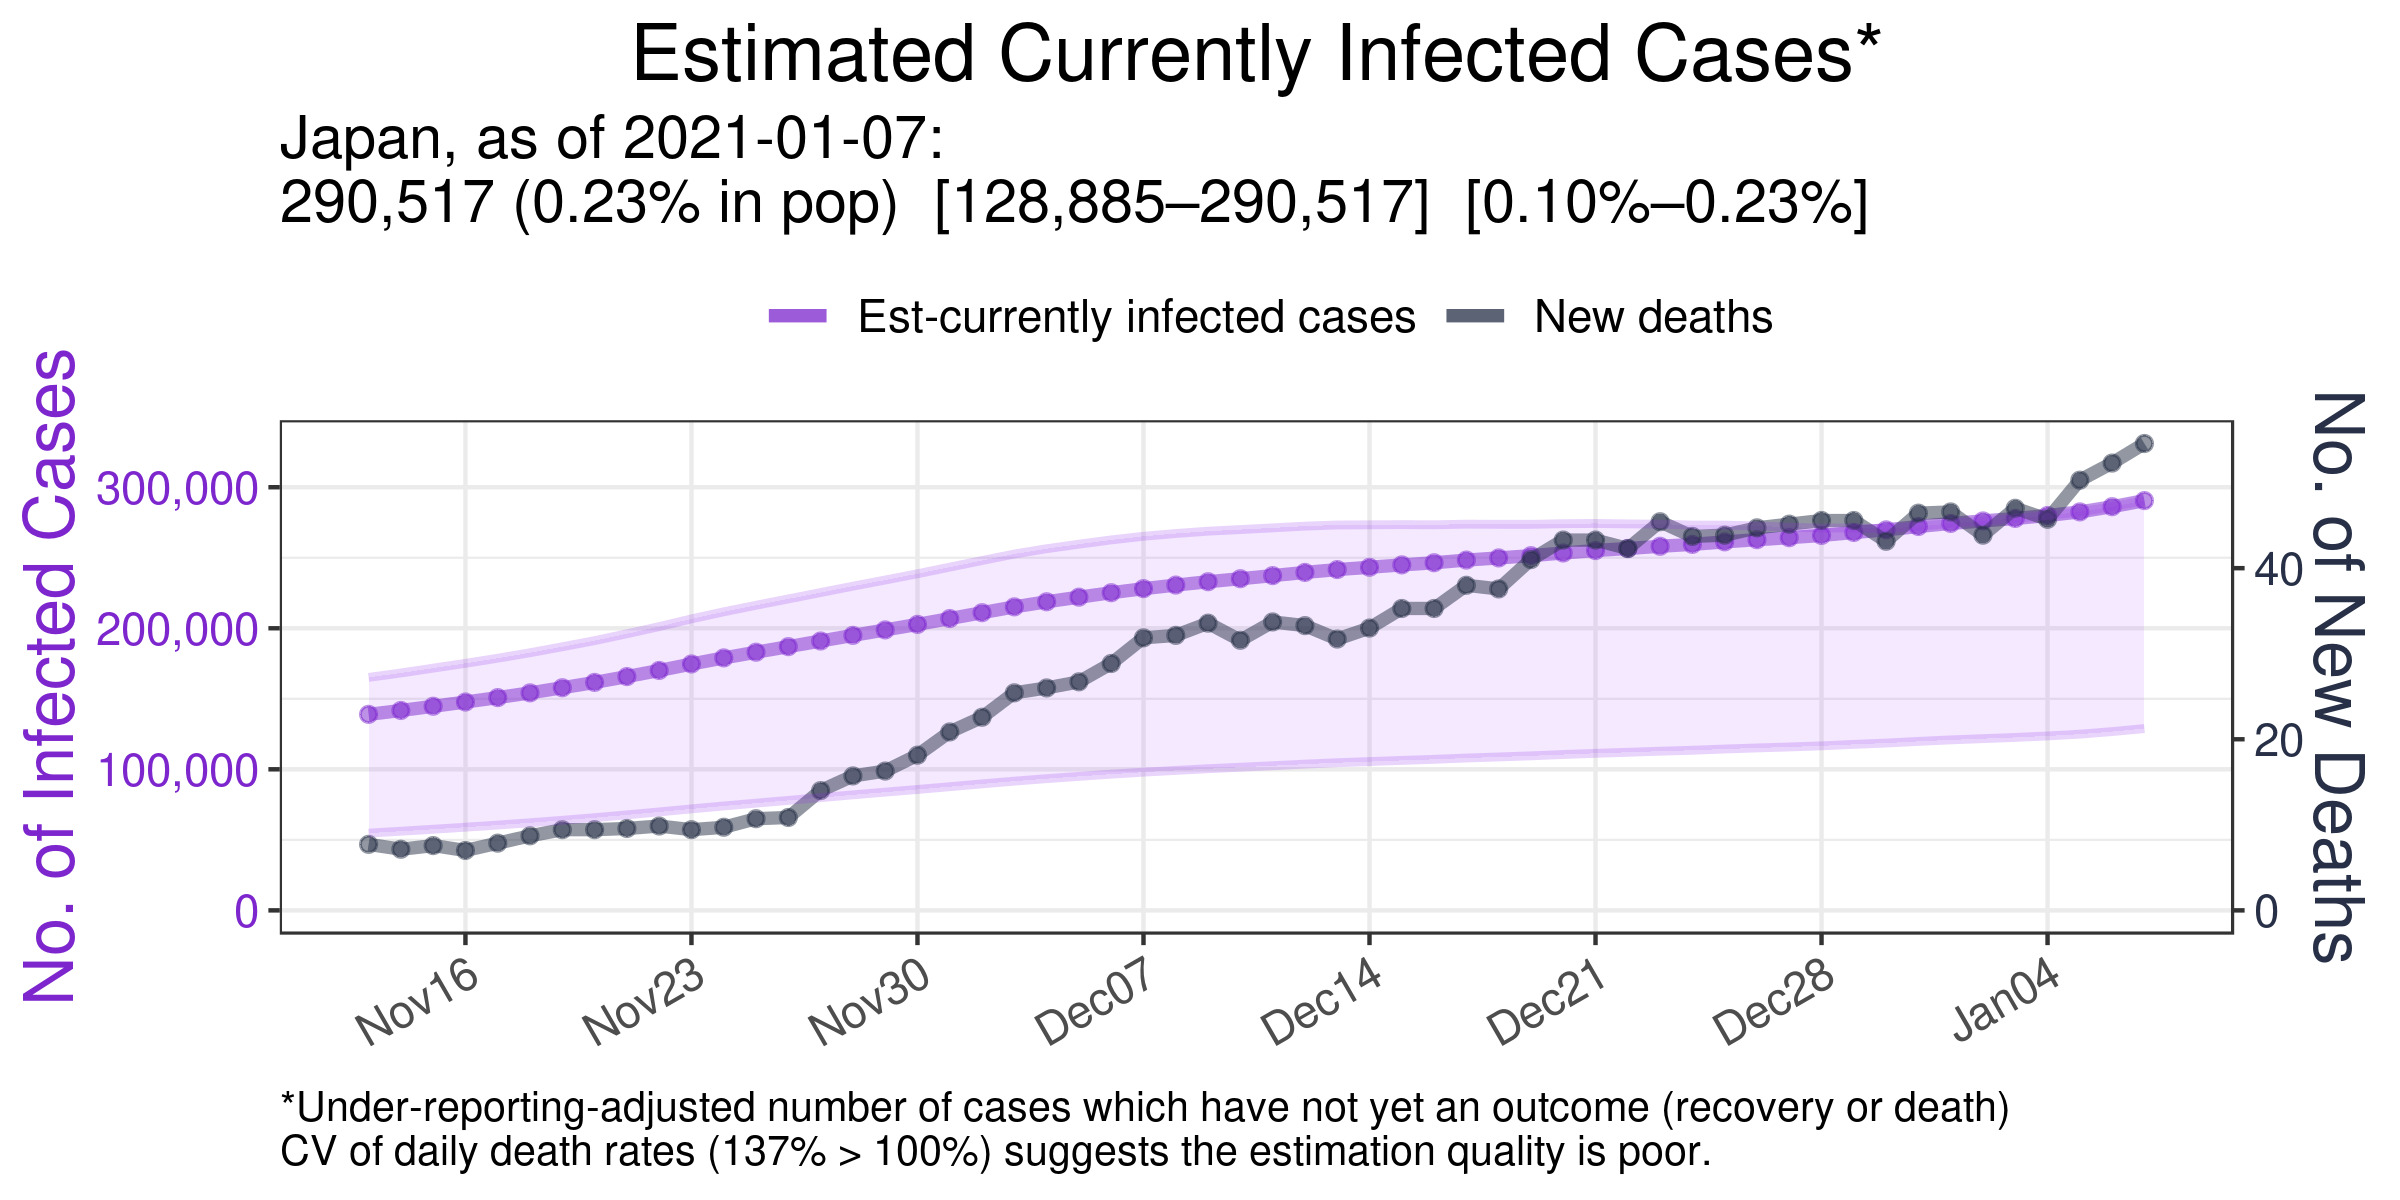 Estimated Currently Infected Cases*
Japan, as of 2021-01-07:
290,517 (0.23% in pop)  [128,885–290,517]  [0.10%–0.23%]
Est-currently infected cases
New deaths
No. of Infected Cases
300,000
200,000
100,000
0
No. of New Deaths
40
20
0
Nov16
Nov23
Nov30
Dec07
Dec14
Dec21
Dec28
Jan04
*Under-reporting-adjusted number of cases which have not yet an outcome (recovery or death)
CV of daily death rates (137% > 100%) suggests the estimation quality is poor.